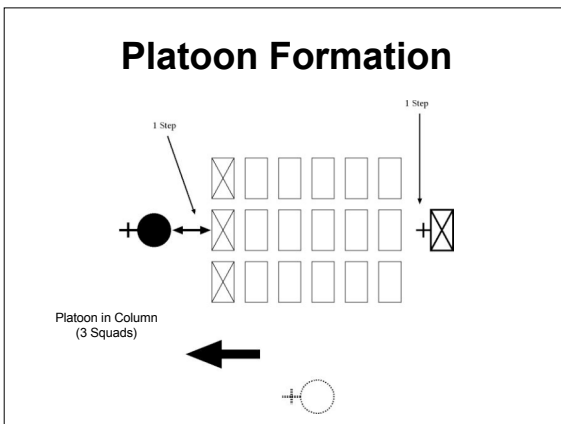 Platoon Formation
1 Step
1 Step
Platoon in Column
(3 Squads)